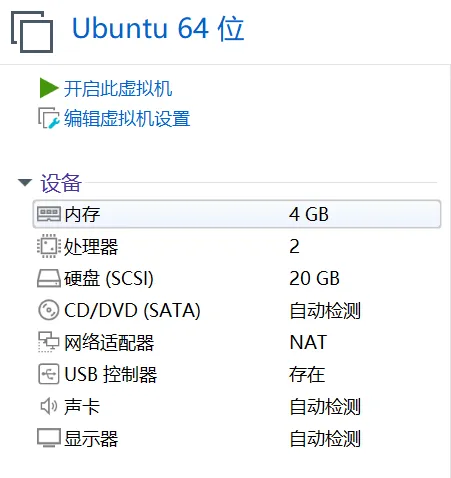 Ubuntu 64 位
开启此虚拟机
编辑虚拟机设置
设备
内存 4 GB
处理器 2
硬盘 (SCSI) 20 GB
CD/DVD (SATA) 自动检测
网络适配器 NAT
USB 控制器 存在
声卡 自动检测
显示器 自动检测